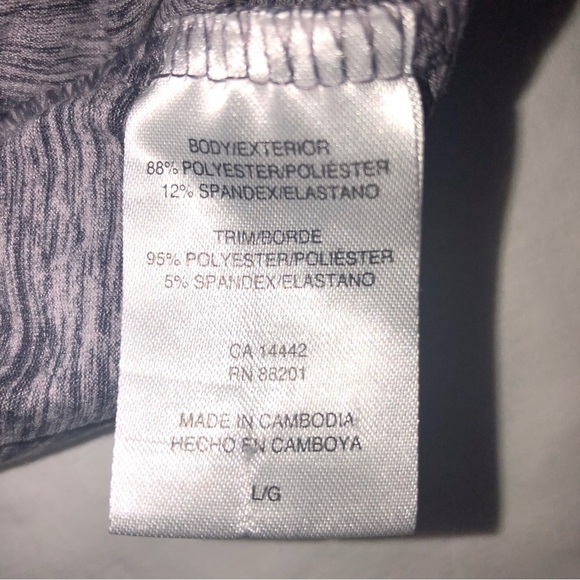 BODY/EXTERIOR
88% POLYESTER/POLIÉSTER
12% SPANDEX/ELASTANO
TRIM/BORDE
95% POLYESTER/POLIÉSTER
5% SPANDEX/ELASTANO
CA 14442
RN 88201
MADE IN CAMBODIA
HECHO EN CAMBOYA
L/G